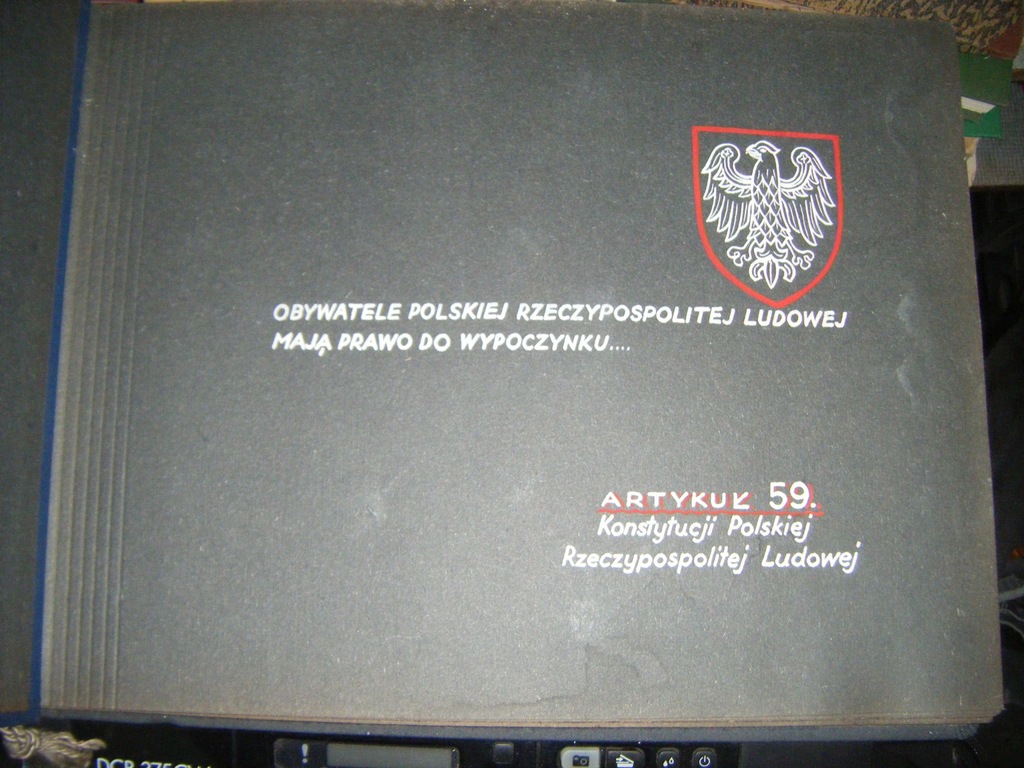 OBYWATELE POLSKIEJ RZECZYPOSPOLITEJ LUDOWEJ
MAJĄ PRAWO DO WYPOCZYNKU....
ARTYKUŁ 59.
Konstytucji Polskiej
Rzeczypospolitej Ludowej